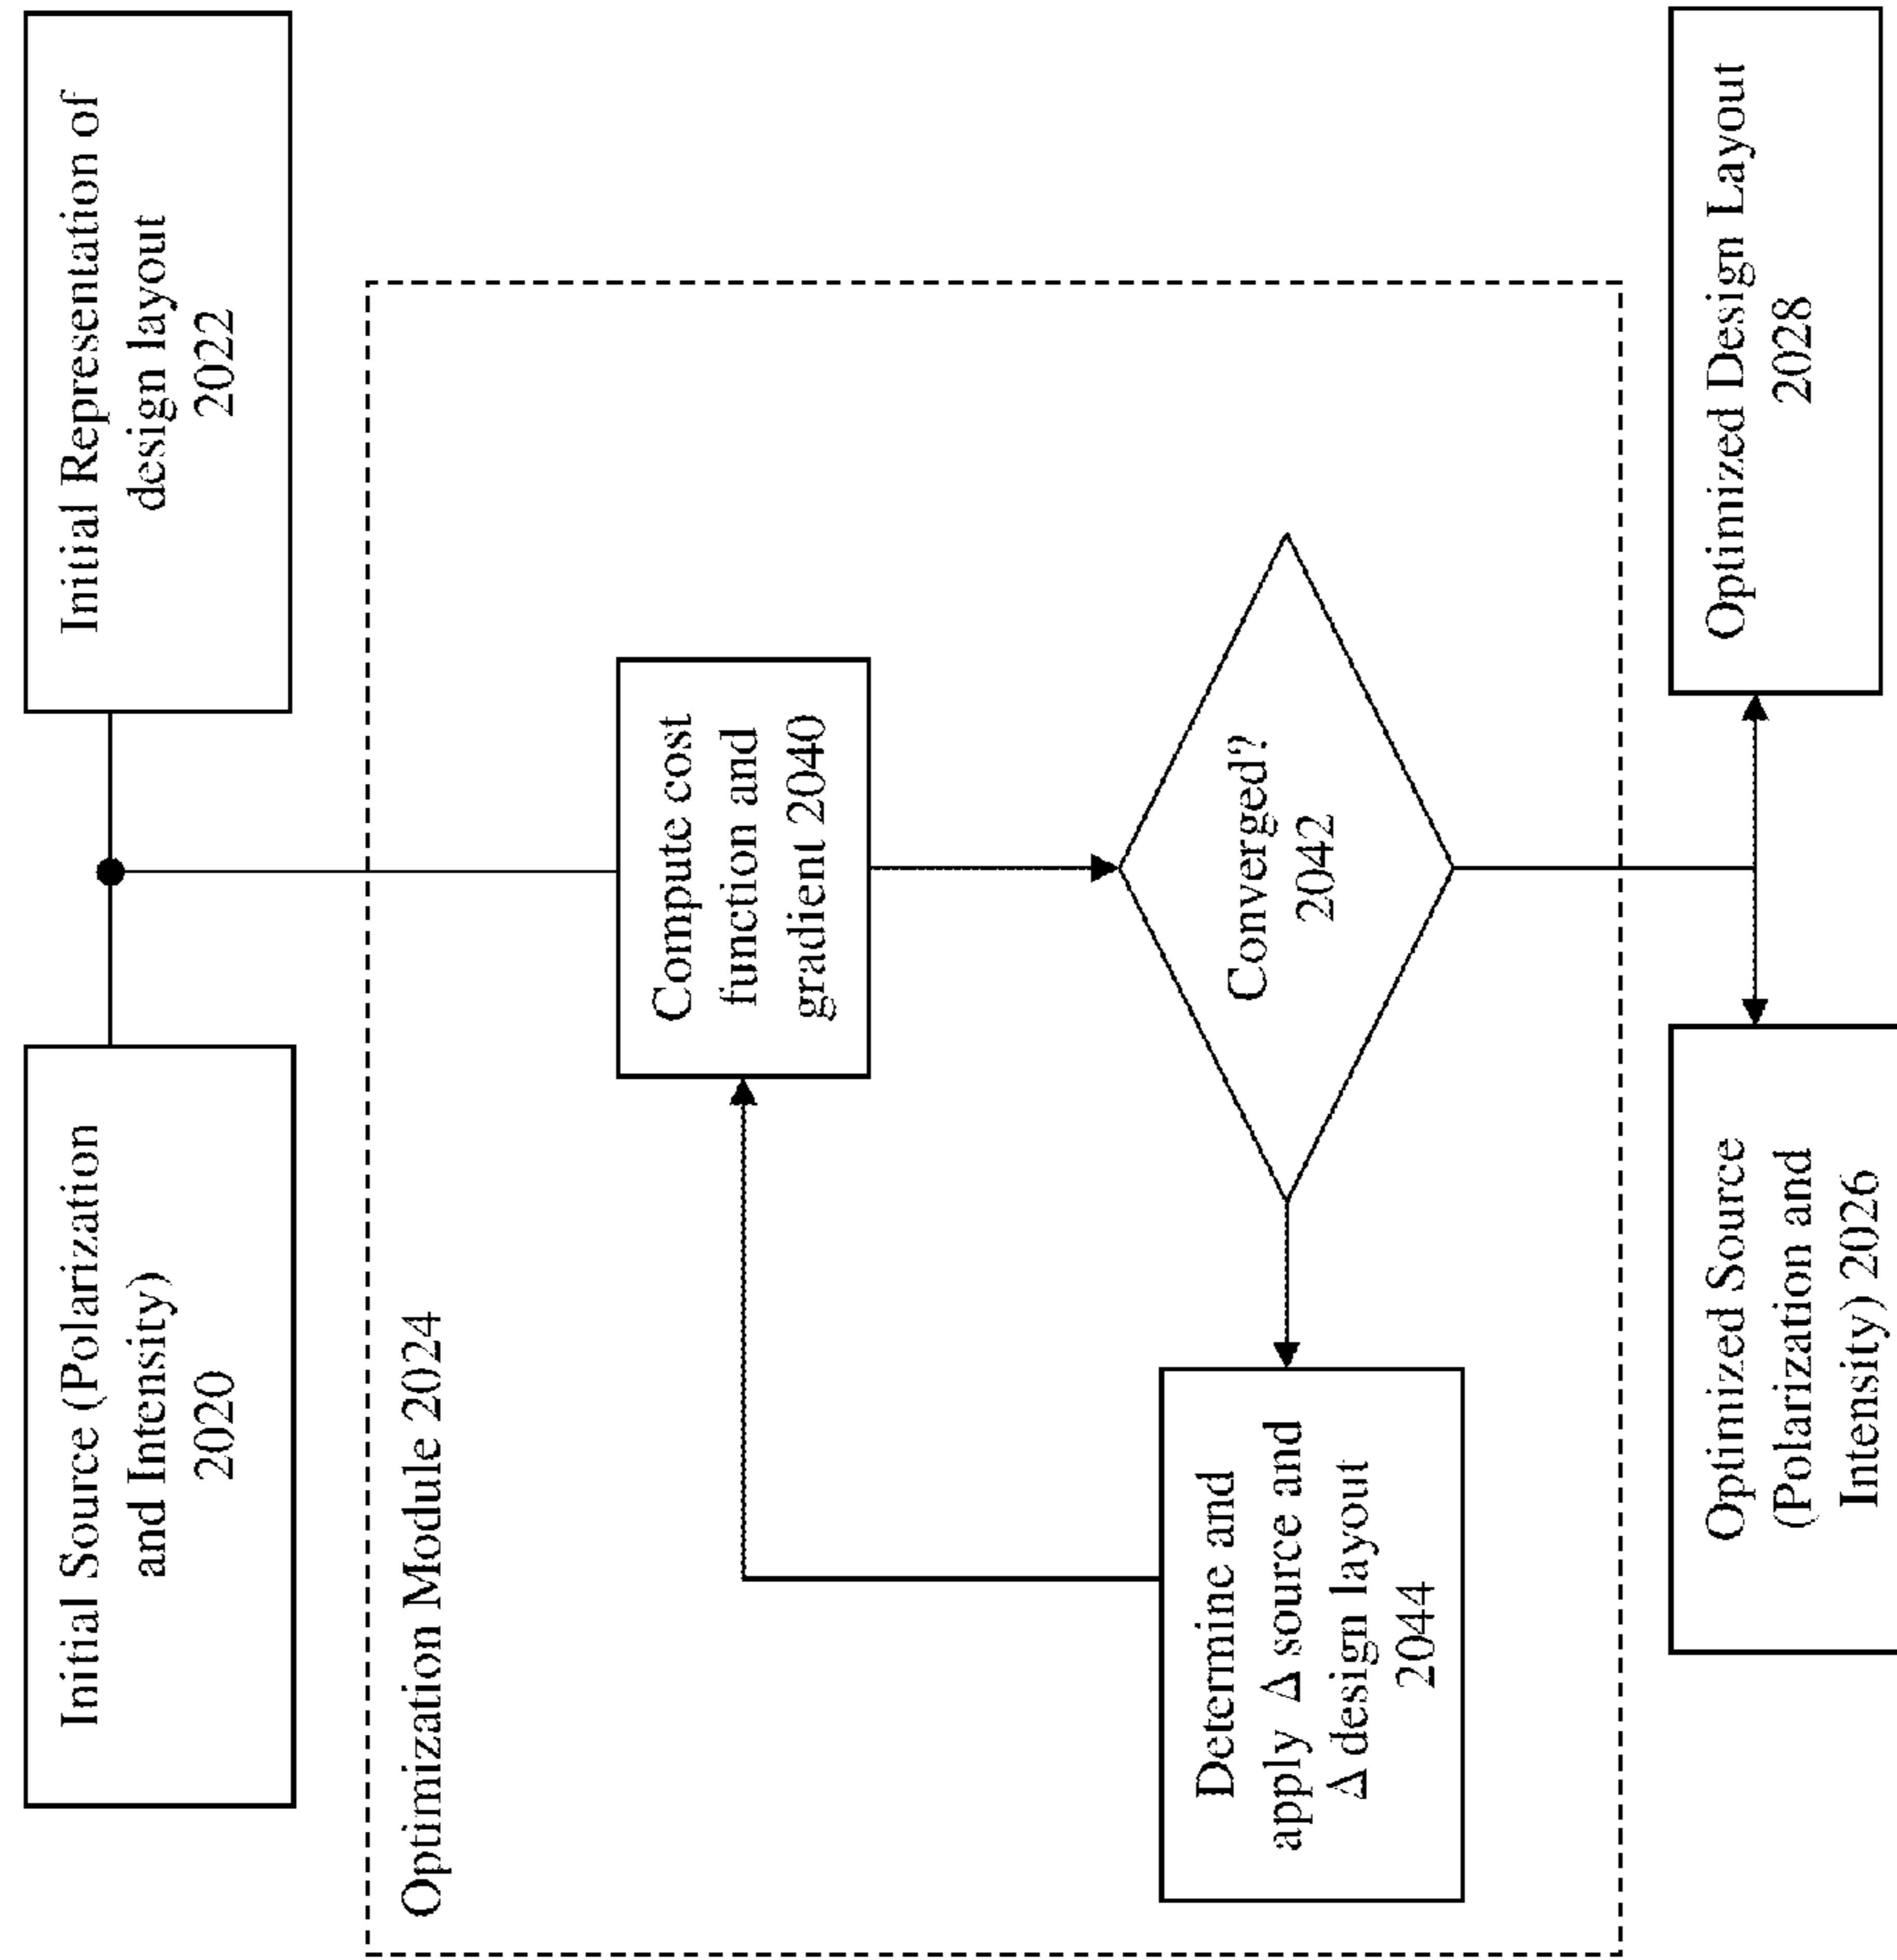 Initial Source (Polarization
and Intensity)
2020
Initial Representation of
design layout
2022
Optimization Module 2024
Compute cost
function and
gradient 2040
Converged?
2042
Determine and
apply Δ source and
Δ design layout
2044
Optimized Source
(Polarization and
Intensity) 2026
Optimized Design Layout
2028